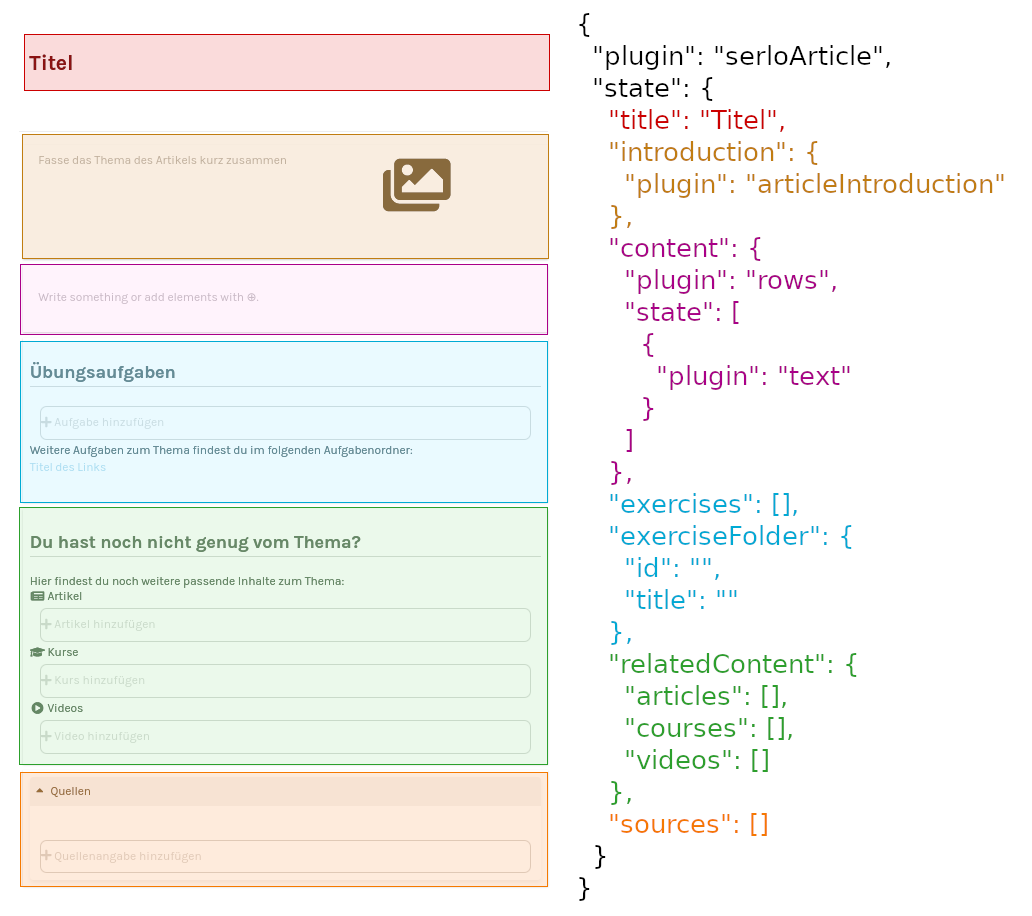 Titel
Fasse das Thema des Artikels kurz zusammen
Write something or add elements with ⊕.
Übungsaufgaben
Aufgabe hinzufügen
Weitere Aufgaben zum Thema findest du im folgenden Aufgabenordner:
Titel des Links
Du hast noch nicht genug vom Thema?
Hier findest du noch weitere passende Inhalte zum Thema:
Artikel
Artikel hinzufügen
Kurse
Kurs hinzufügen
Videos
Video hinzufügen
Quellen
Quellenangabe hinzufügen
{
"plugin": "serloArticle",
"state": {
"title": "Titel",
"introduction": {
"plugin": "articleIntroduction"
},
"content": {
"plugin": "rows",
"state": [
{
"plugin": "text"
}
]
},
"exercises": [],
"exerciseFolder": {
"id": "",
"title": ""
},
"relatedContent": {
"articles": [],
"courses": [],
"videos": []
},
"sources": []
}
}